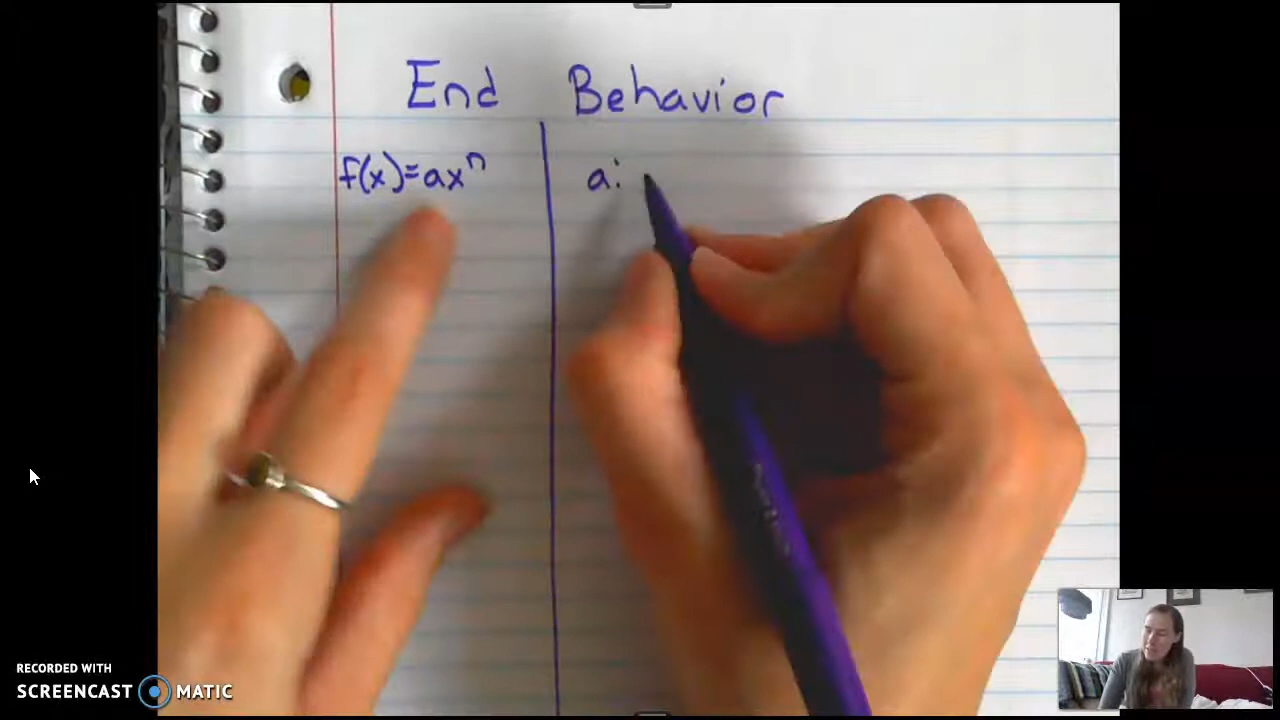 End Behavior
f(x)=axⁿ
a:
RECORDED WITH
SCREENCAST MATIC